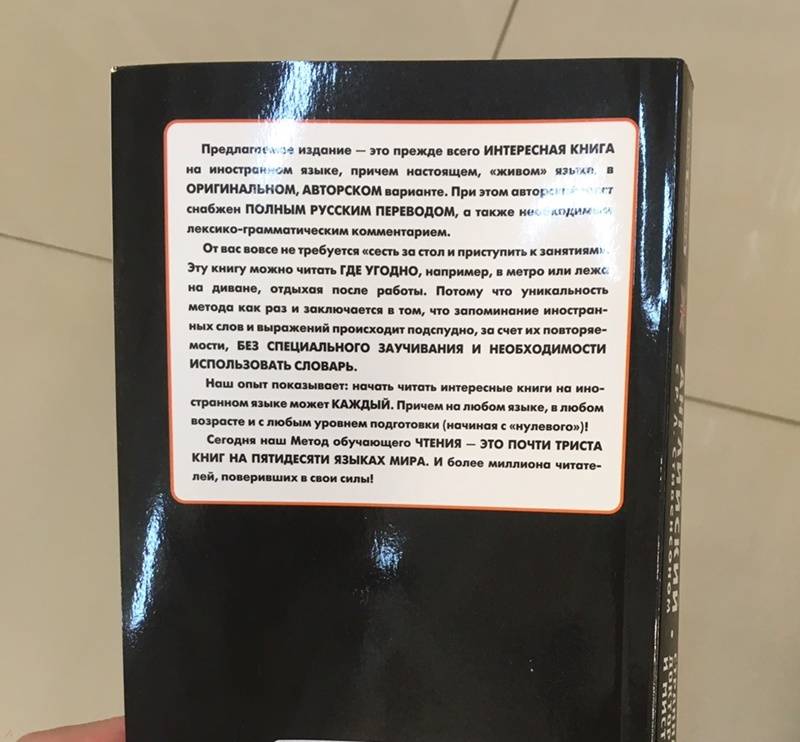 Предлагаемое издание — это прежде всего ИНТЕРЕСНАЯ КНИГА
на иностранном языке, причем настоящем, «живом» языке, в
ОРИГИНАЛЬНОМ, АВТОРСКОМ варианте. При этом авторский
снабжен ПОЛНЫМ РУССКИМ ПЕРЕВОДОМ, а также необходимым
лексико-грамматическим комментарием.
От вас вовсе не требуется «сесть за стол и приступить к занятиям».
Эту книгу можно читать ГДЕ УГОДНО, например, в метро или лежа
на диване, отдыхая после работы. Потому что уникальность
метода как раз и заключается в том, что запоминание иностран-
ных слов и выражений происходит подспудно, за счет их повторяе-
мости, БЕЗ СПЕЦИАЛЬНОГО ЗАУЧИВАНИЯ И НЕОБХОДИМОСТИ
ИСПОЛЬЗОВАТЬ СЛОВАРЬ.
Наш опыт показывает: начать читать интересные книги на ино-
странном языке может КАЖДЫЙ. Причем на любом языке, в любом
возрасте и с любым уровнем подготовки (начиная с «нулевого»)!
Сегодня наш Метод обучающего ЧТЕНИЯ — ЭТО ПОЧТИ ТРИСТА
КНИГ НА ПЯТИДЕСЯТИ ЯЗЫКАХ МИРА. И более миллиона читате-
лей, поверивших в свои силы!
АНГЛИЙСКИЙ